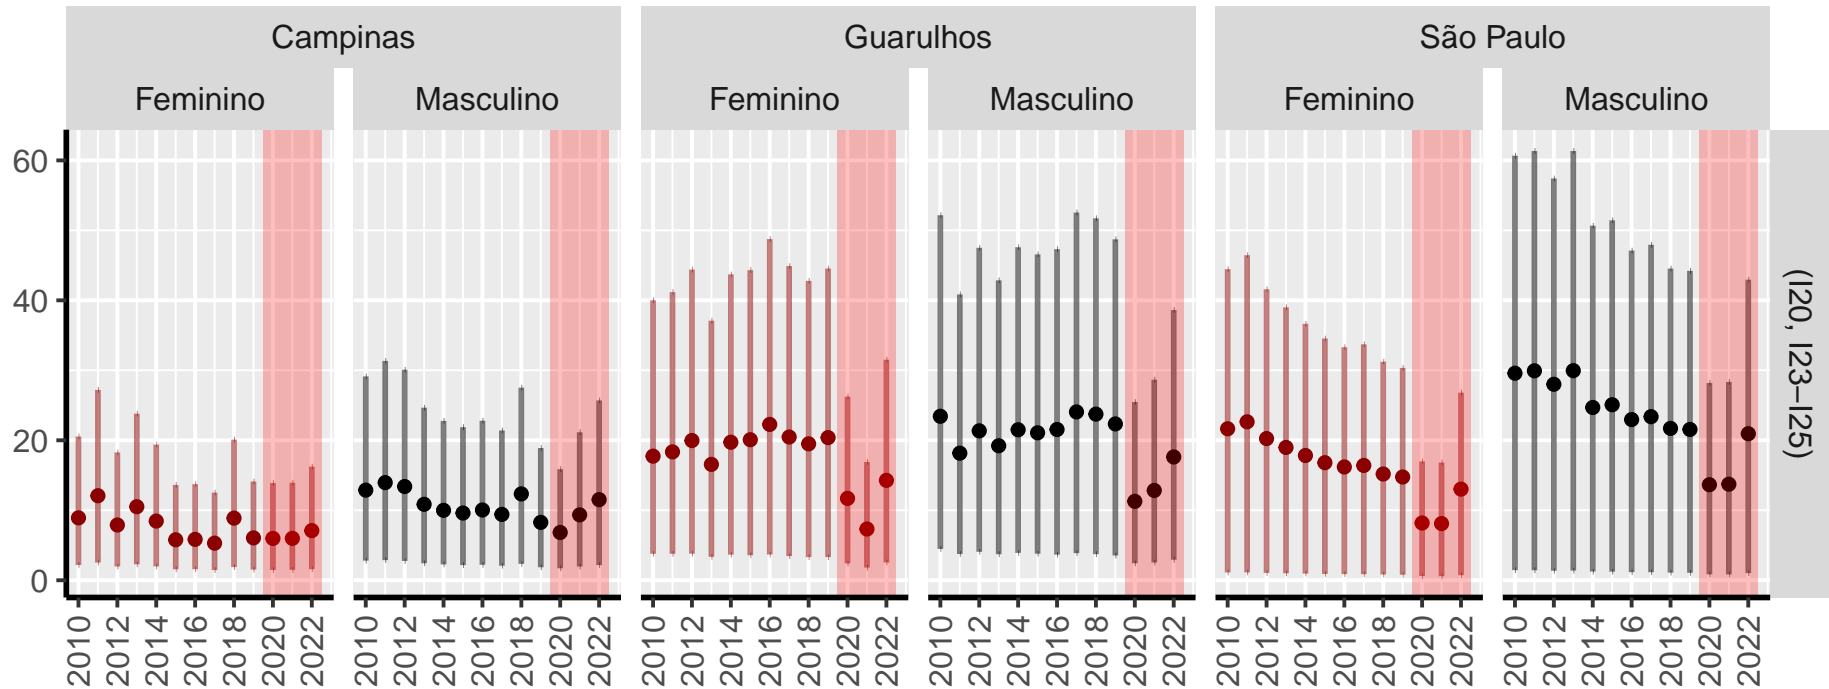 Campinas Guarulhos São Paulo
Feminino Masculino Feminino Masculino Feminino Masculino
60
40
20
0
(I20, I23–I25)
2010 2012 2014 2016 2018 2020 2022 2010 2012 2014 2016 2018 2020 2022 2010 2012 2014 2016 2018 2020 2022 2010 2012 2014 2016 2018 2020 2022 2010 2012 2014 2016 2018 2020 2022 2010 2012 2014 2016 2018 2020 2022